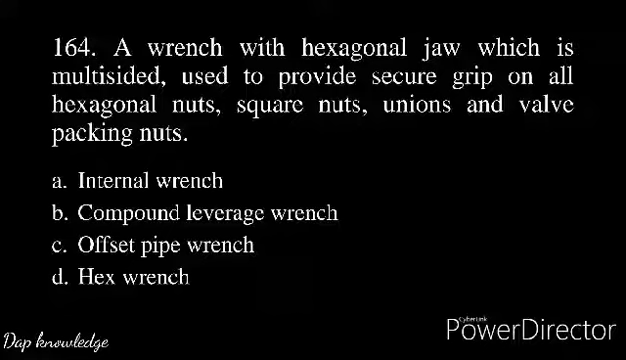 164. A wrench with hexagonal jaw which is
multisided, used to provide secure grip on all
hexagonal nuts, square nuts, unions and valve
packing nuts.
a. Internal wrench
b. Compound leverage wrench
c. Offset pipe wrench
d. Hex wrench
CyberLink
PowerDirector
Dap knowledge